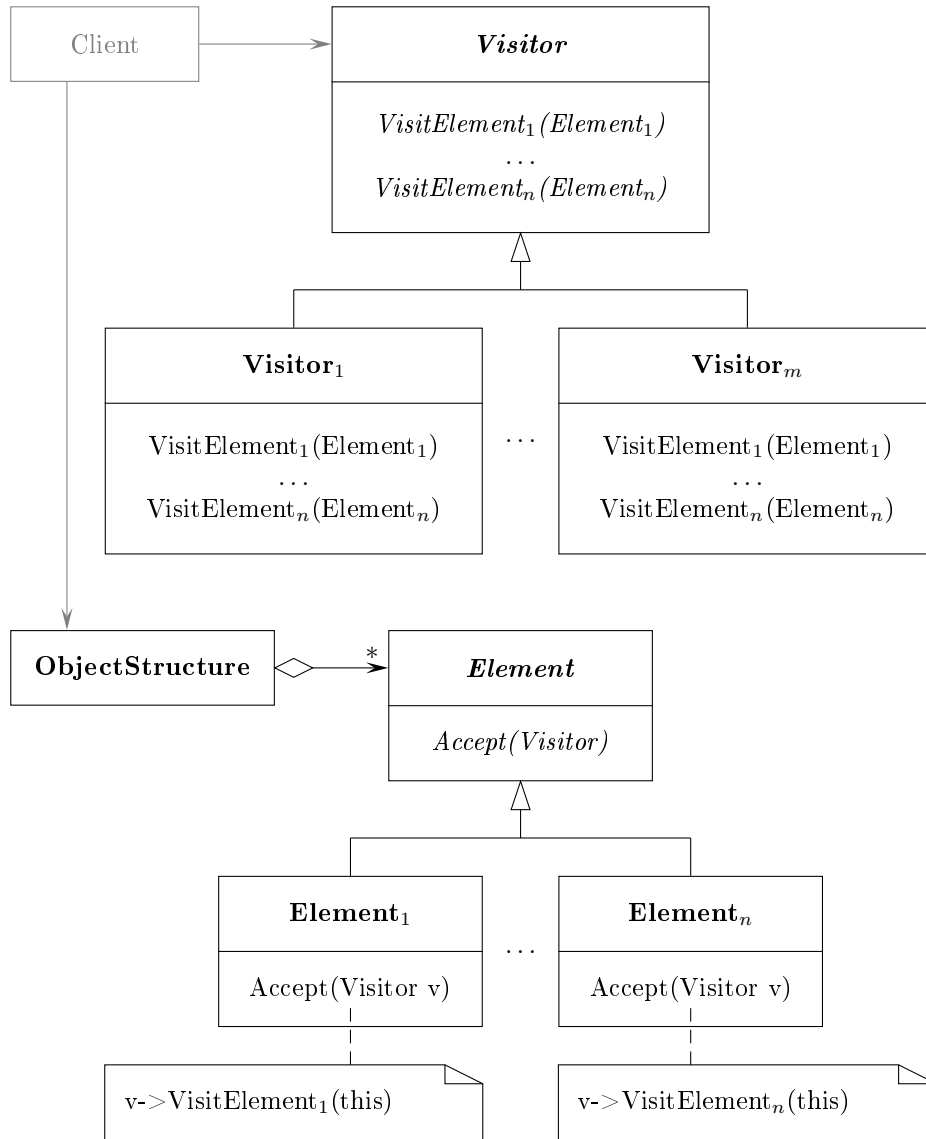 Client
Visitor
VisitElement₁(Element₁)
...
VisitElementₙ(Elementₙ)
Visitor₁
VisitElement₁(Element₁)
...
VisitElementₙ(Elementₙ)
...
Visitorₘ
VisitElement₁(Element₁)
...
VisitElementₙ(Elementₙ)
ObjectStructure
*
Element
Accept(Visitor)
Element₁
Accept(Visitor v)
...
Elementₙ
Accept(Visitor v)
v->VisitElement₁(this)
v->VisitElementₙ(this)